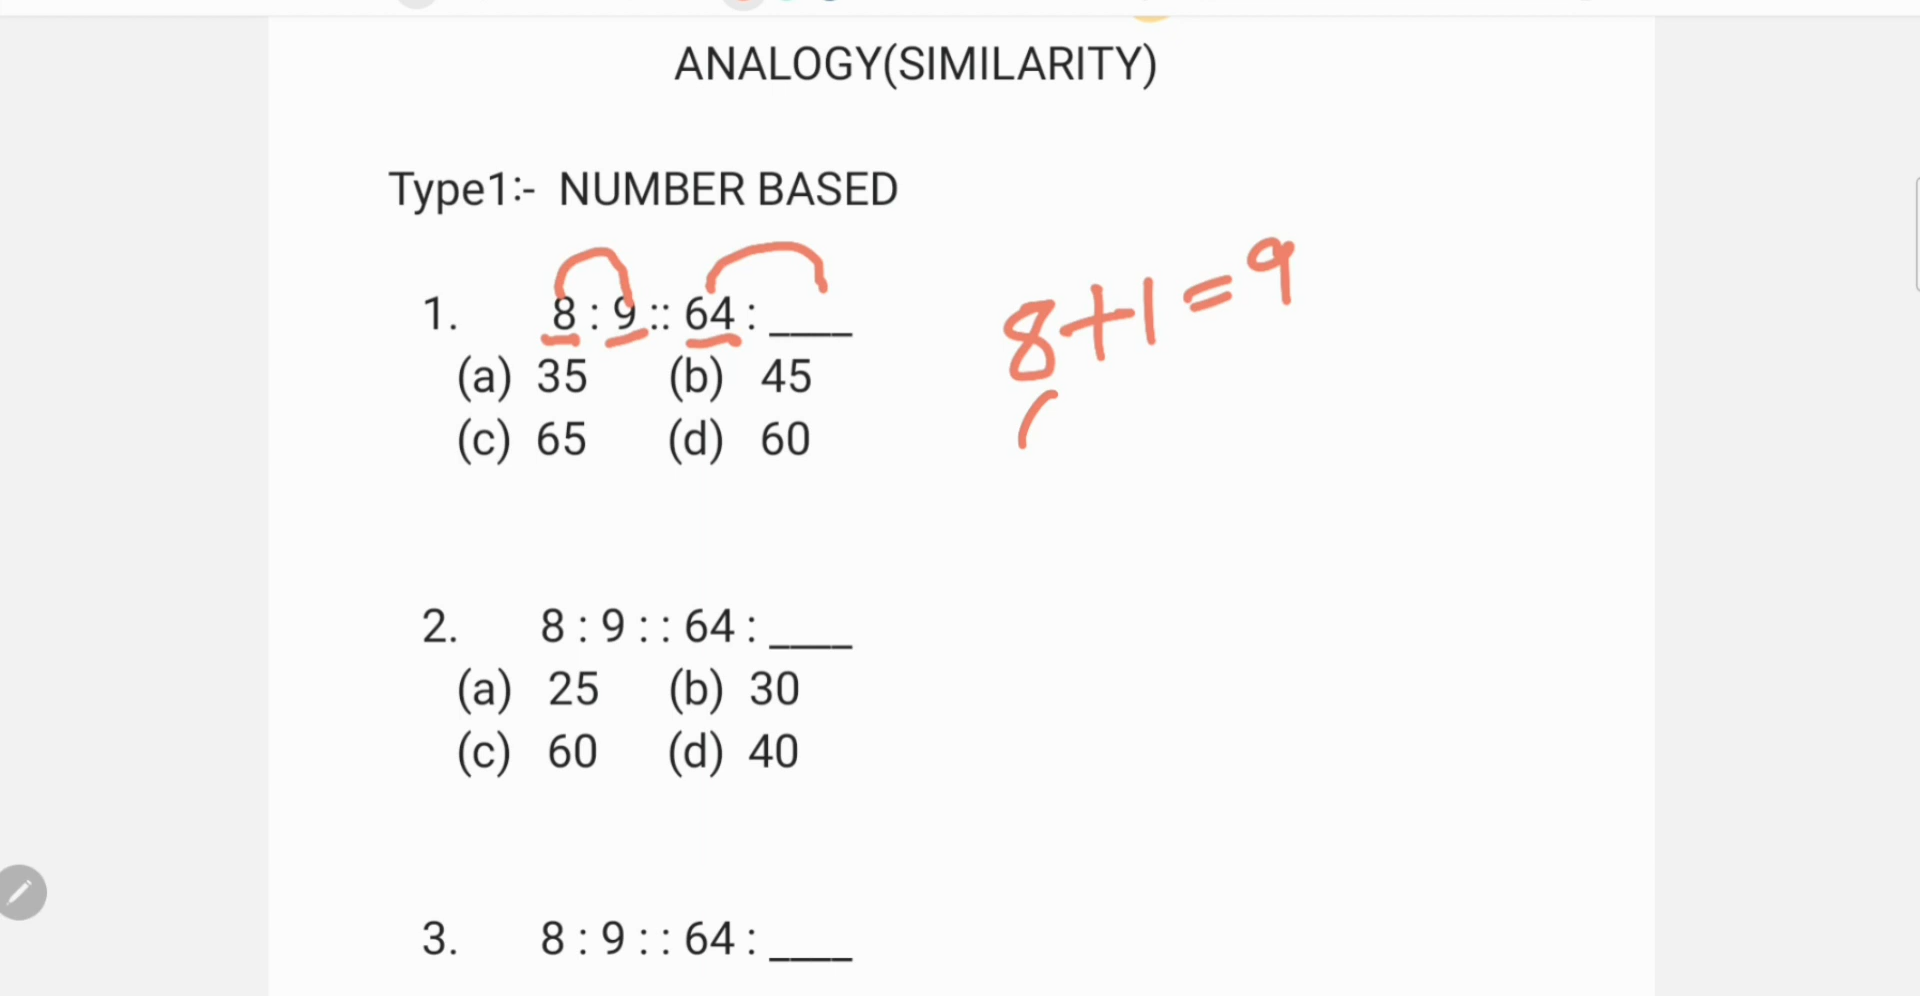 ANALOGY(SIMILARITY)
Type1:- NUMBER BASED
1. 8 : 9 :: 64 : ____
8+1=9
(a) 35 (b) 45
(c) 65 (d) 60
2. 8 : 9 : : 64 : ____
(a) 25 (b) 30
(c) 60 (d) 40
3. 8 : 9 : : 64 : ____